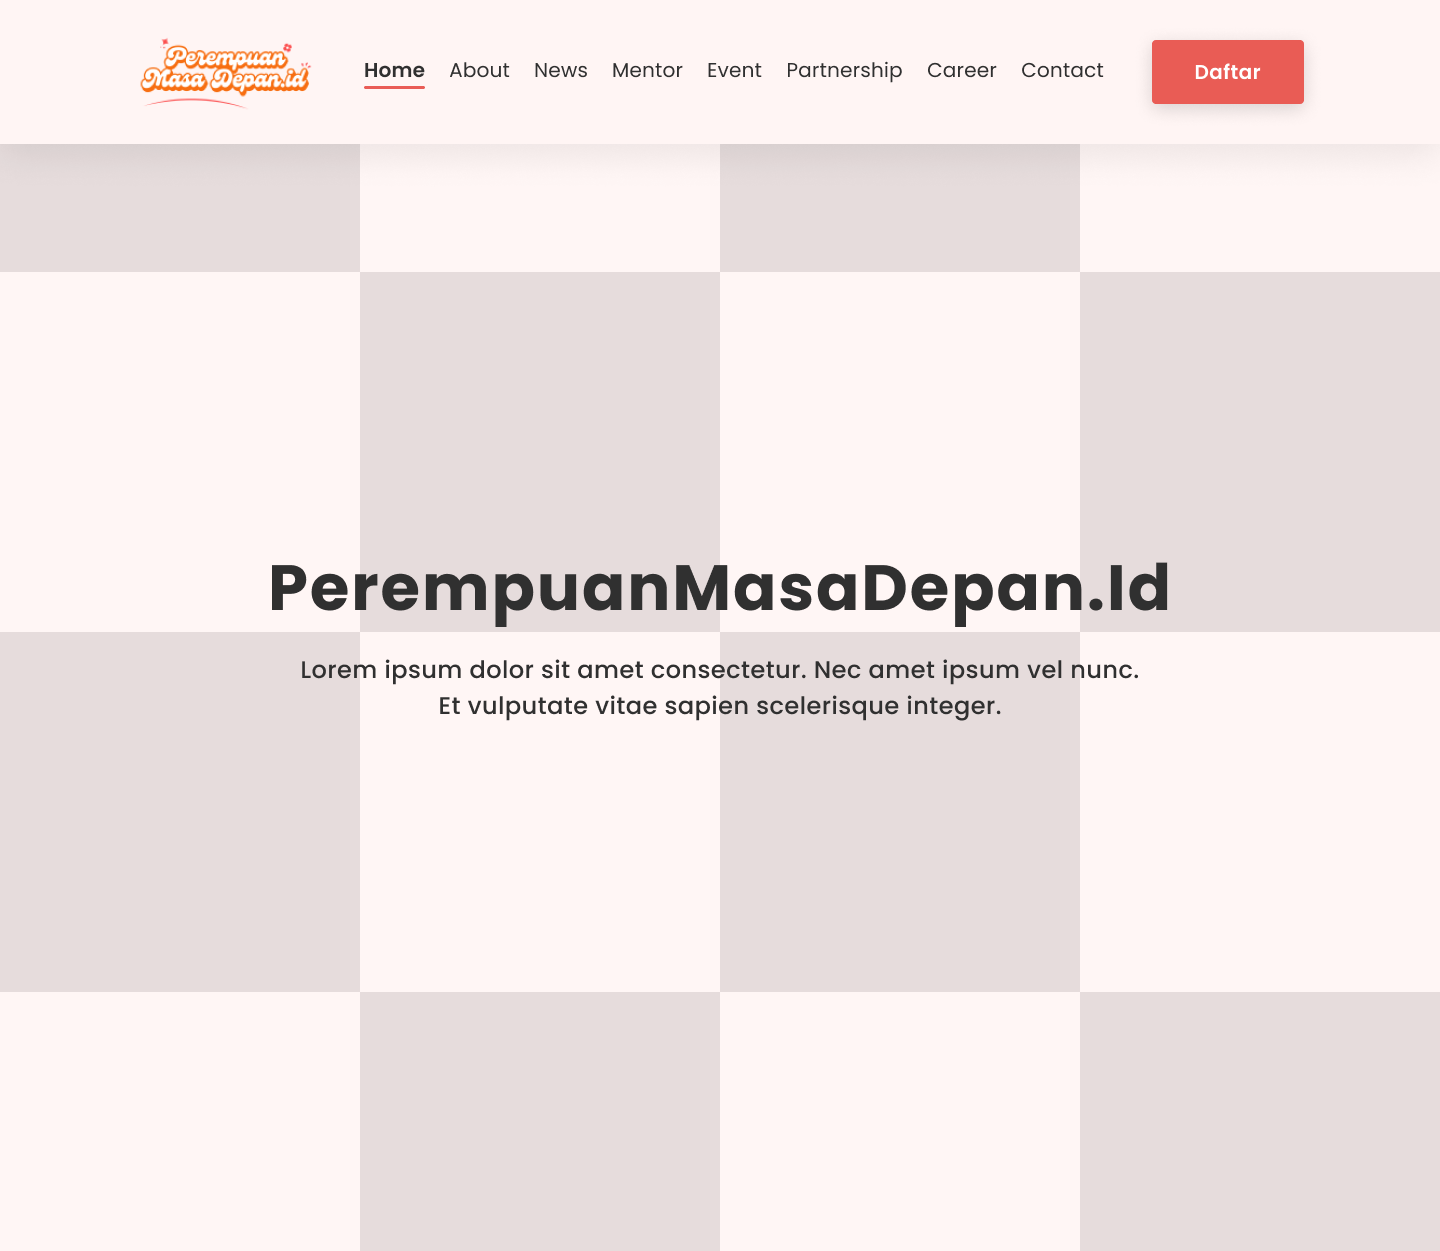 Perempuan
Masa Depan.id
Home About News Mentor Event Partnership Career Contact
Daftar
PerempuanMasaDepan.Id
Lorem ipsum dolor sit amet consectetur. Nec amet ipsum vel nunc.
Et vulputate vitae sapien scelerisque integer.